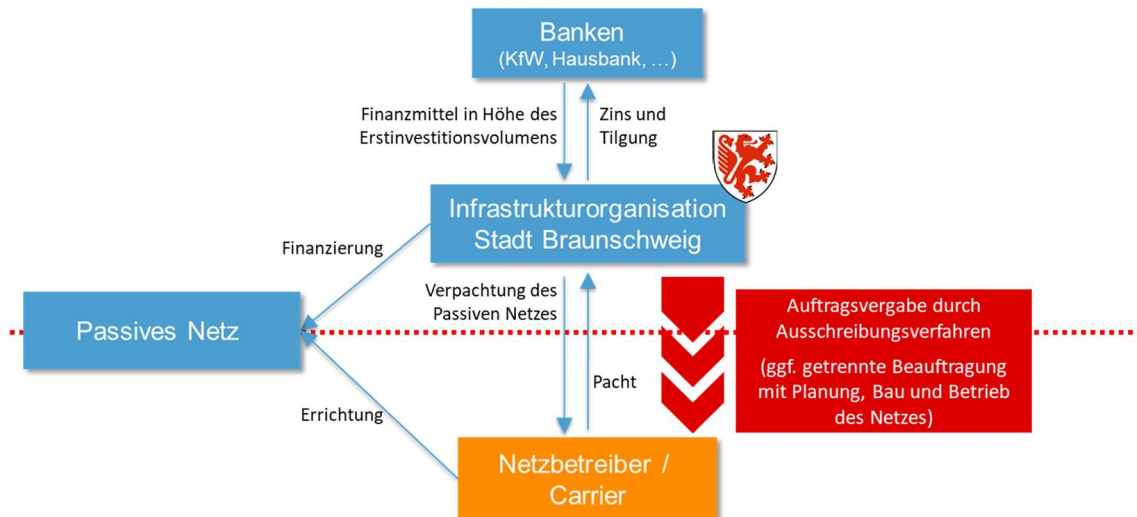 Banken
(KfW, Hausbank, …)
Finanzmittel in Höhe des
Erstinvestitionsvolumens
Zins und
Tilgung
Infrastrukturorganisation
Stadt Braunschweig
Finanzierung
Verpachtung des
Passiven Netzes
Passives Netz
Auftragsvergabe durch
Ausschreibungsverfahren
(ggf. getrennte Beauftragung
mit Planung, Bau und Betrieb
des Netzes)
Pacht
Errichtung
Netzbetreiber /
Carrier